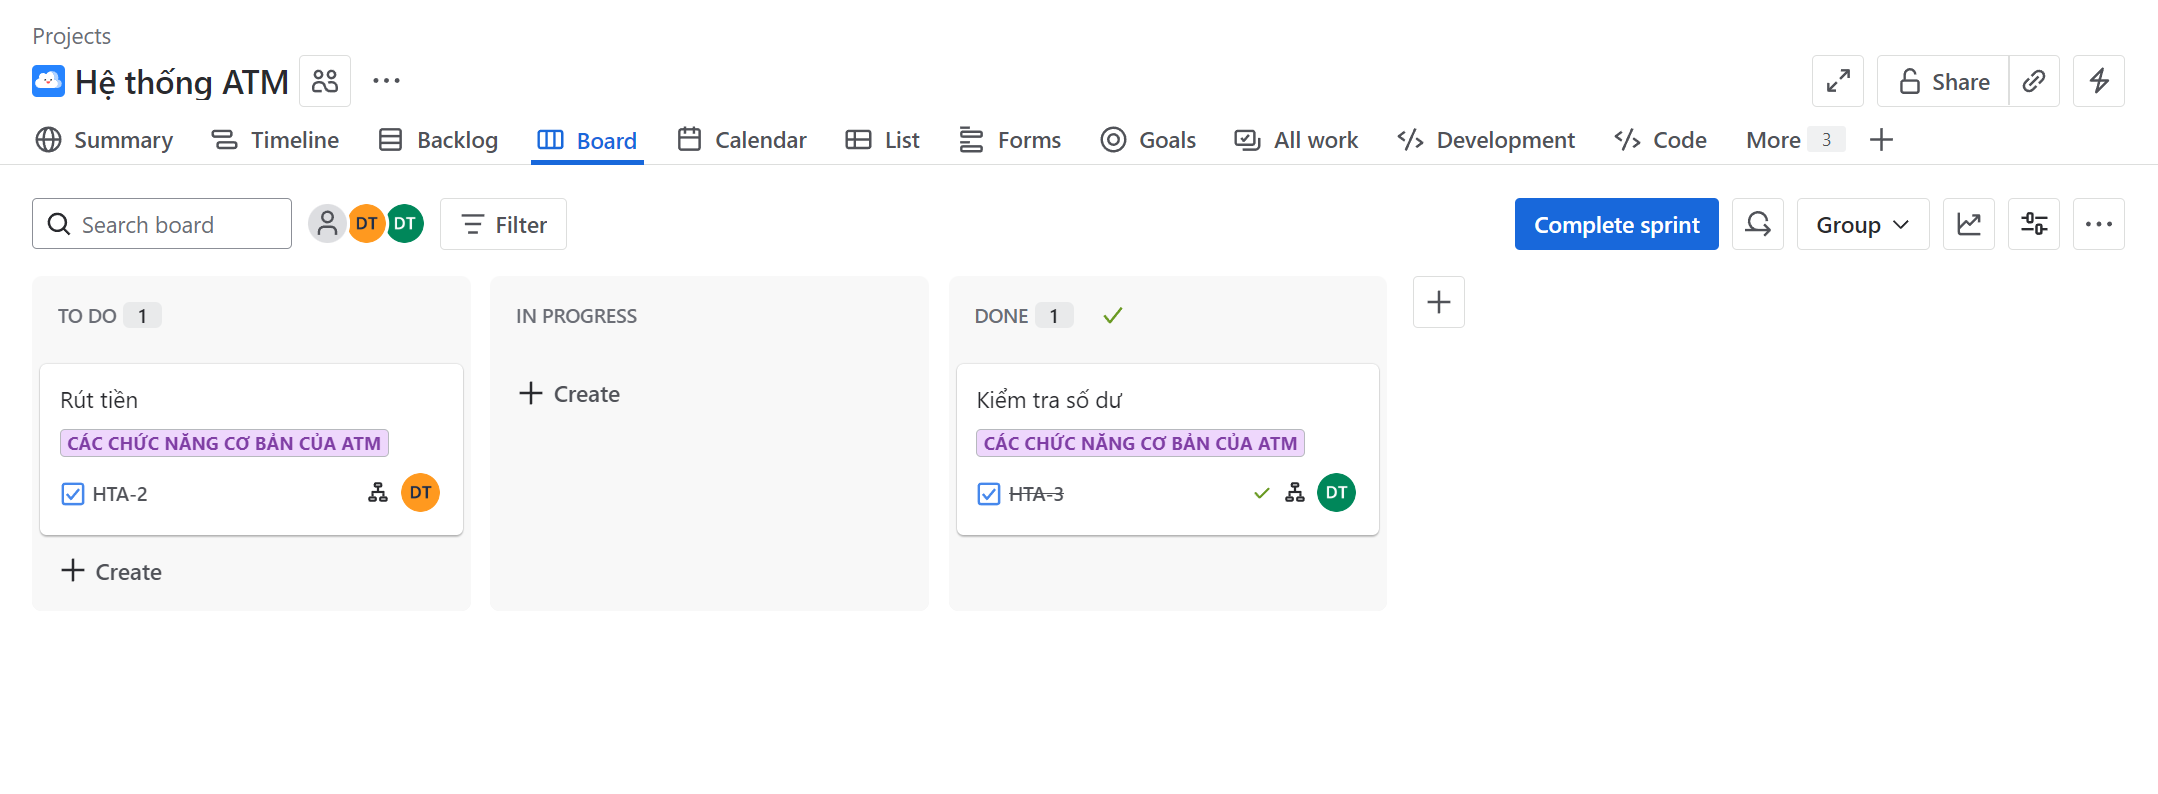 Projects
Hệ thống ATM
Share
Summary
Timeline
Backlog
Board
Calendar
List
Forms
Goals
All work
Development
Code
More 3
Search board
DT
DT
Filter
Complete sprint
Group
TO DO 1
Rút tiền
CÁC CHỨC NĂNG CƠ BẢN CỦA ATM
HTA-2
DT
Create
IN PROGRESS
Create
DONE 1
Kiểm tra số dư
CÁC CHỨC NĂNG CƠ BẢN CỦA ATM
HTA-3
DT